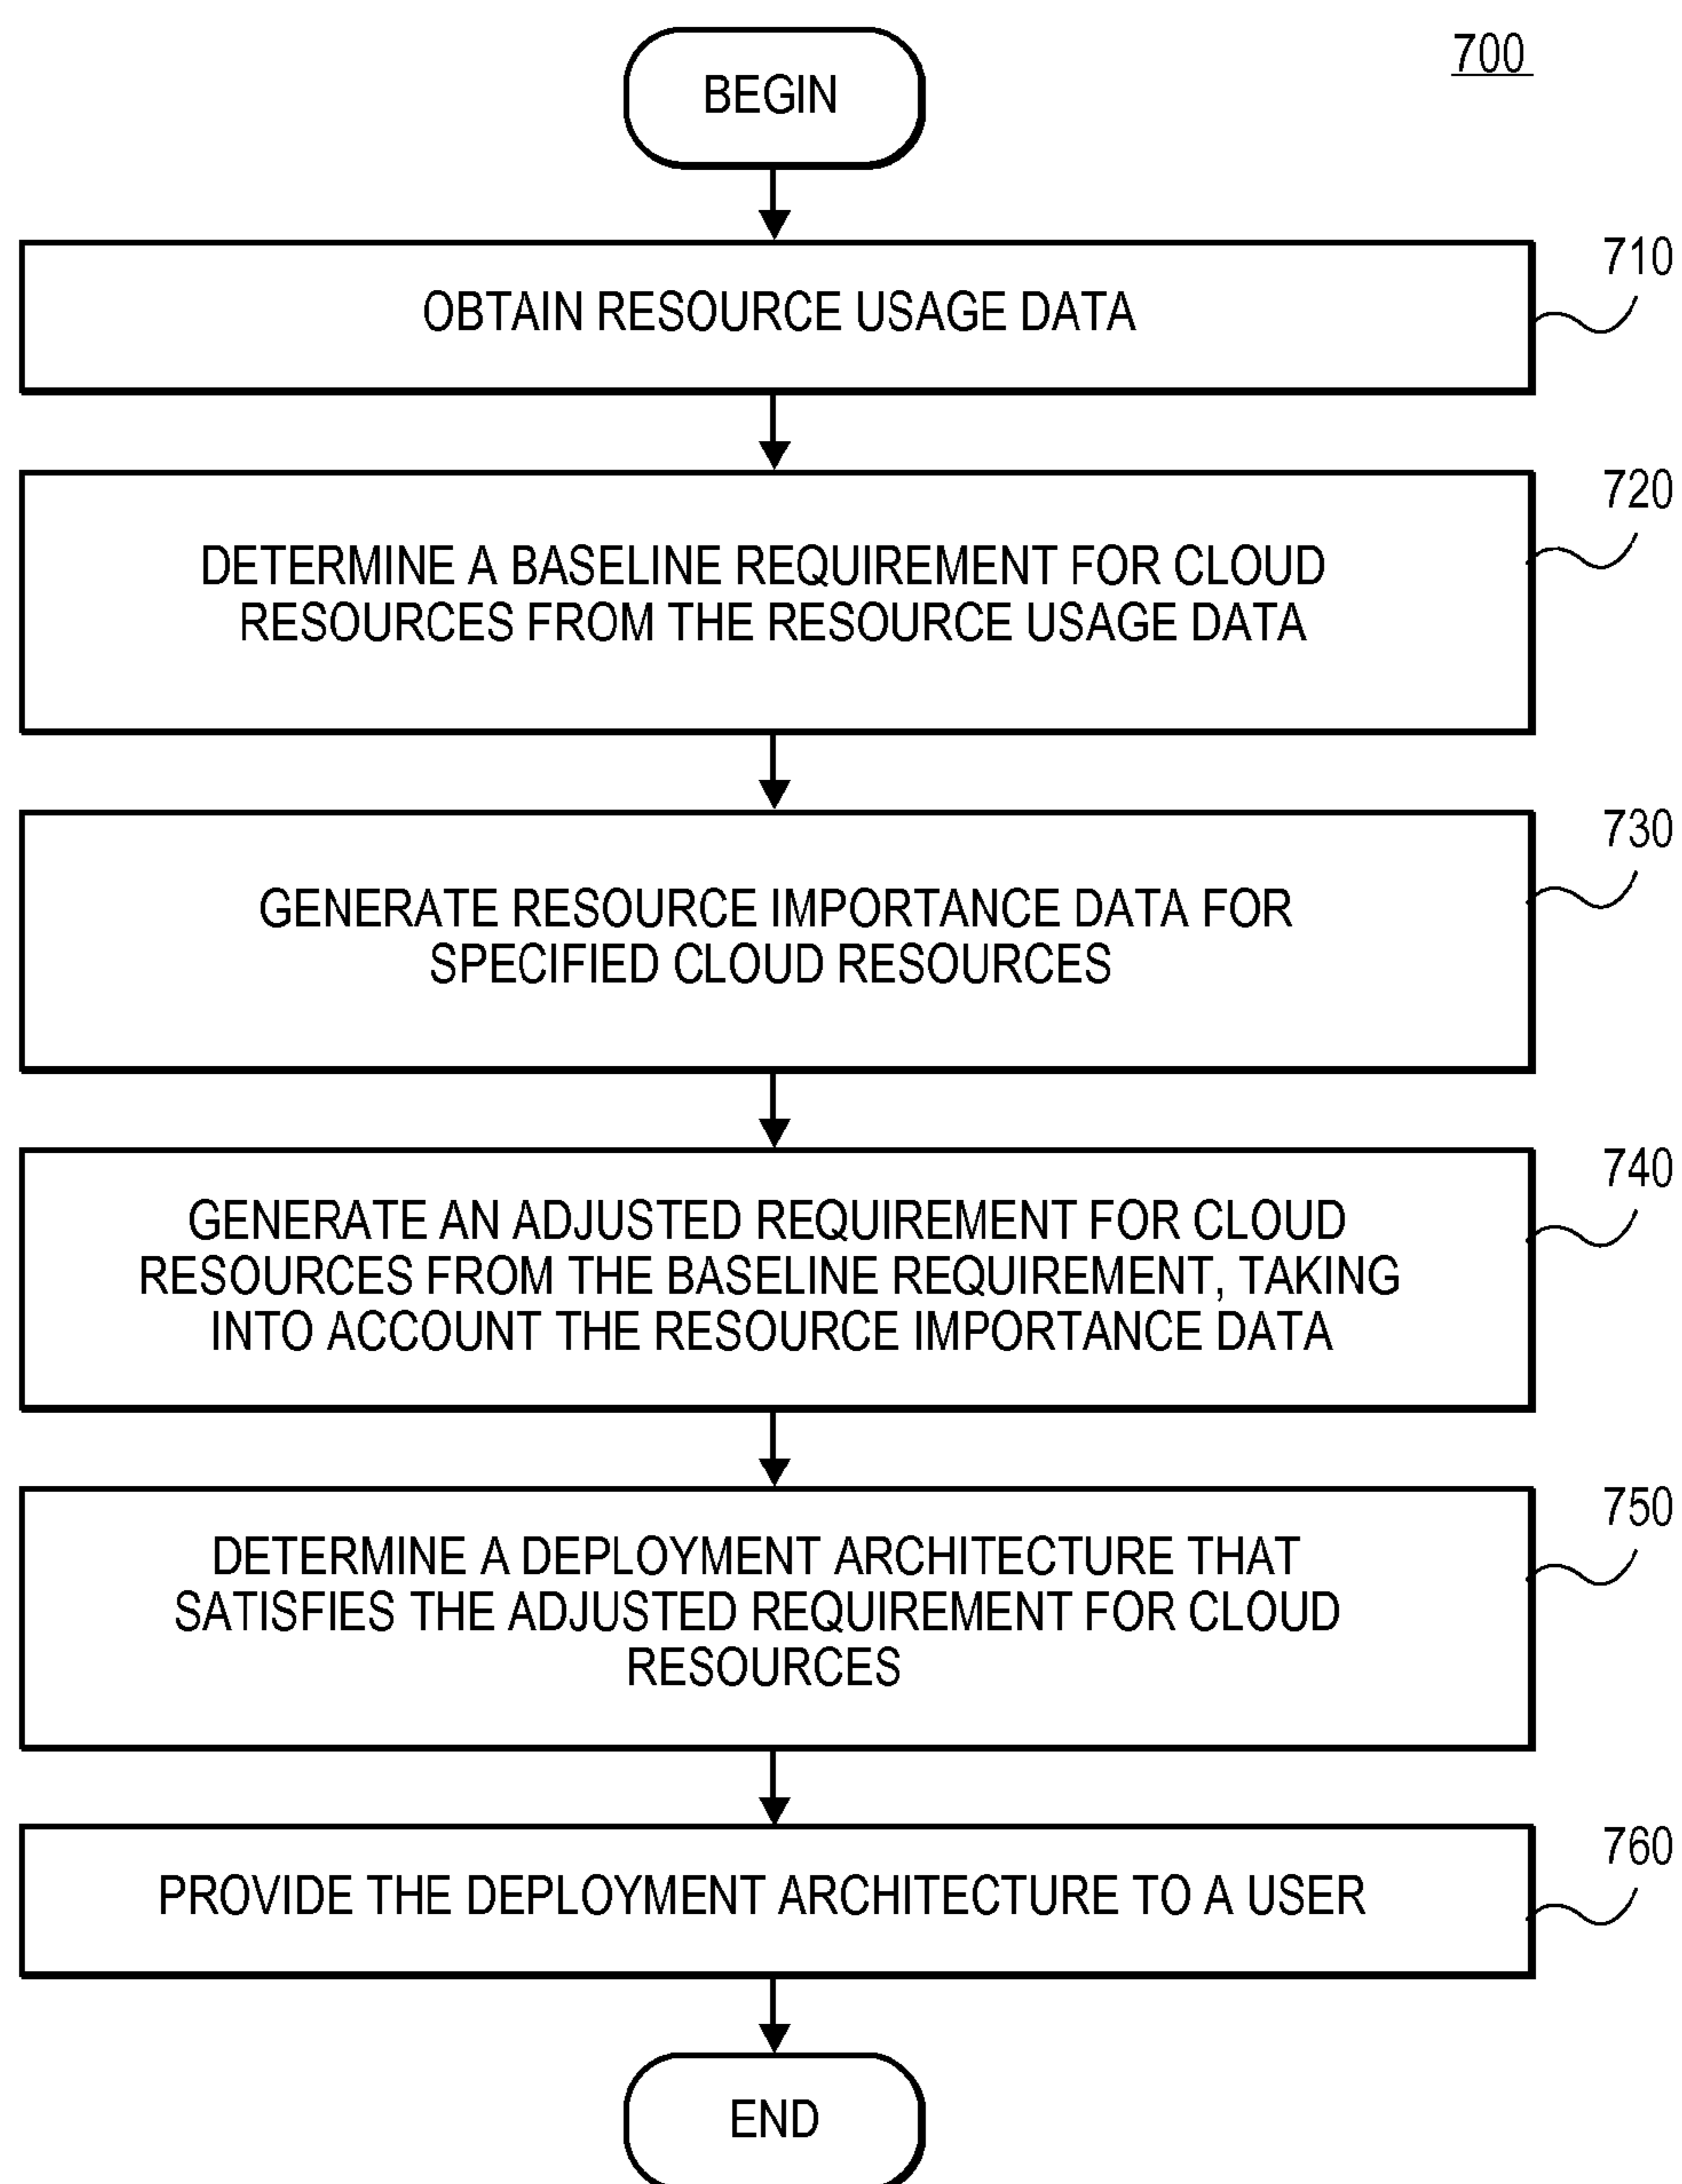 700
BEGIN
710
OBTAIN RESOURCE USAGE DATA
720
DETERMINE A BASELINE REQUIREMENT FOR CLOUD
RESOURCES FROM THE RESOURCE USAGE DATA
730
GENERATE RESOURCE IMPORTANCE DATA FOR
SPECIFIED CLOUD RESOURCES
740
GENERATE AN ADJUSTED REQUIREMENT FOR CLOUD
RESOURCES FROM THE BASELINE REQUIREMENT, TAKING
INTO ACCOUNT THE RESOURCE IMPORTANCE DATA
750
DETERMINE A DEPLOYMENT ARCHITECTURE THAT
SATISFIES THE ADJUSTED REQUIREMENT FOR CLOUD
RESOURCES
760
PROVIDE THE DEPLOYMENT ARCHITECTURE TO A USER
END